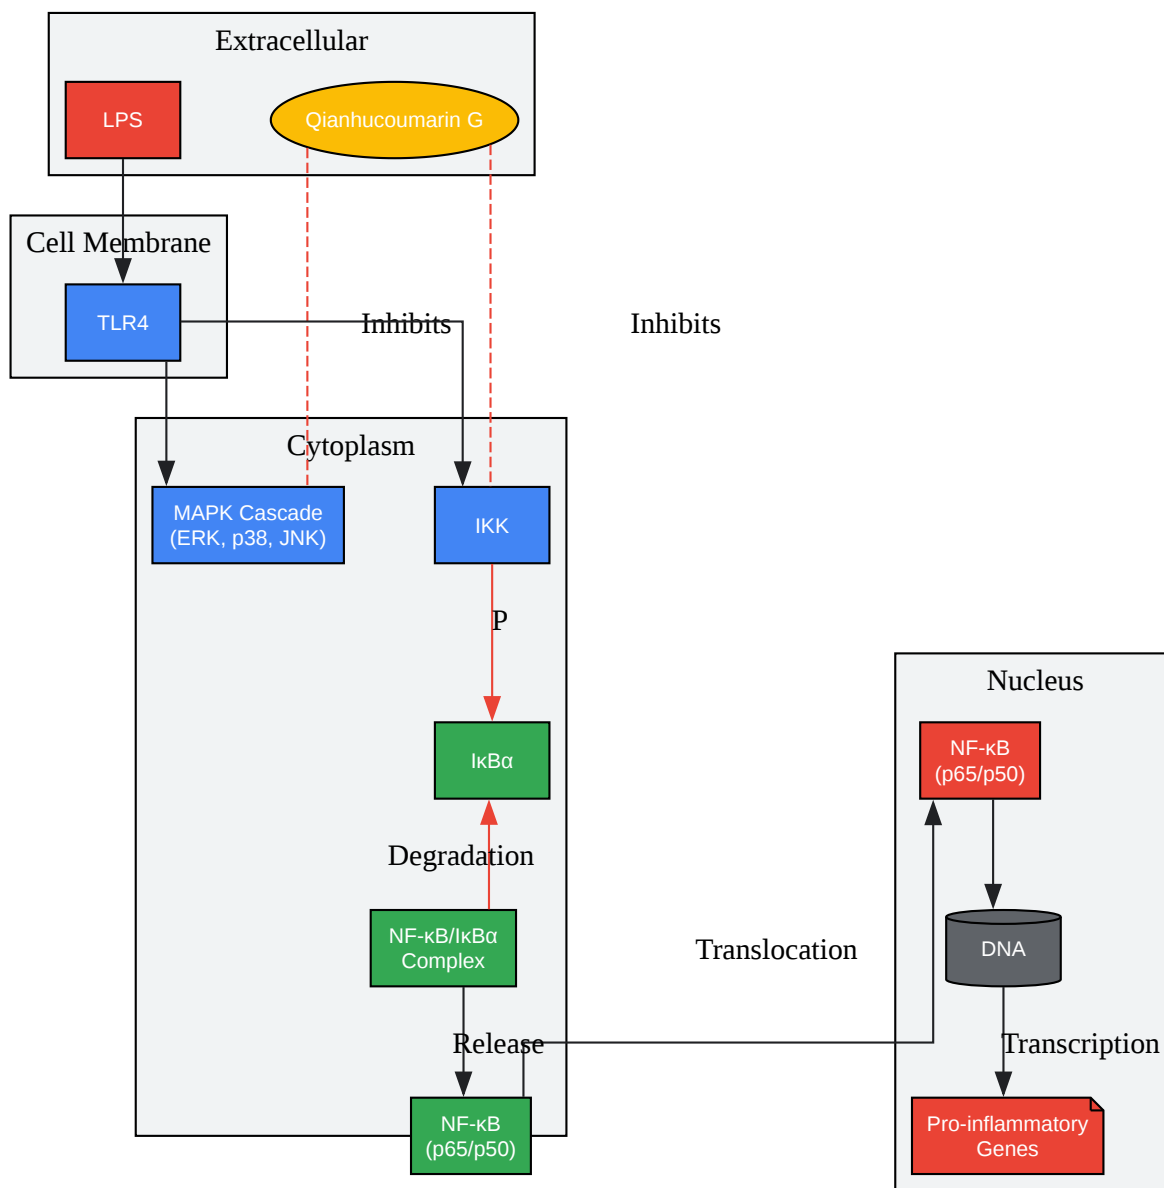 Extracellular
LPS
Qianhucoumarin G
Cell Membrane
TLR4
Inhibits
Inhibits
Cytoplasm
MAPK Cascade
(ERK, p38, JNK)
IKK
P
IκBα
Degradation
NF-κB/IκBα
Complex
Release
NF-κB
(p65/p50)
Translocation
Nucleus
NF-κB
(p65/p50)
DNA
Transcription
Pro-inflammatory
Genes